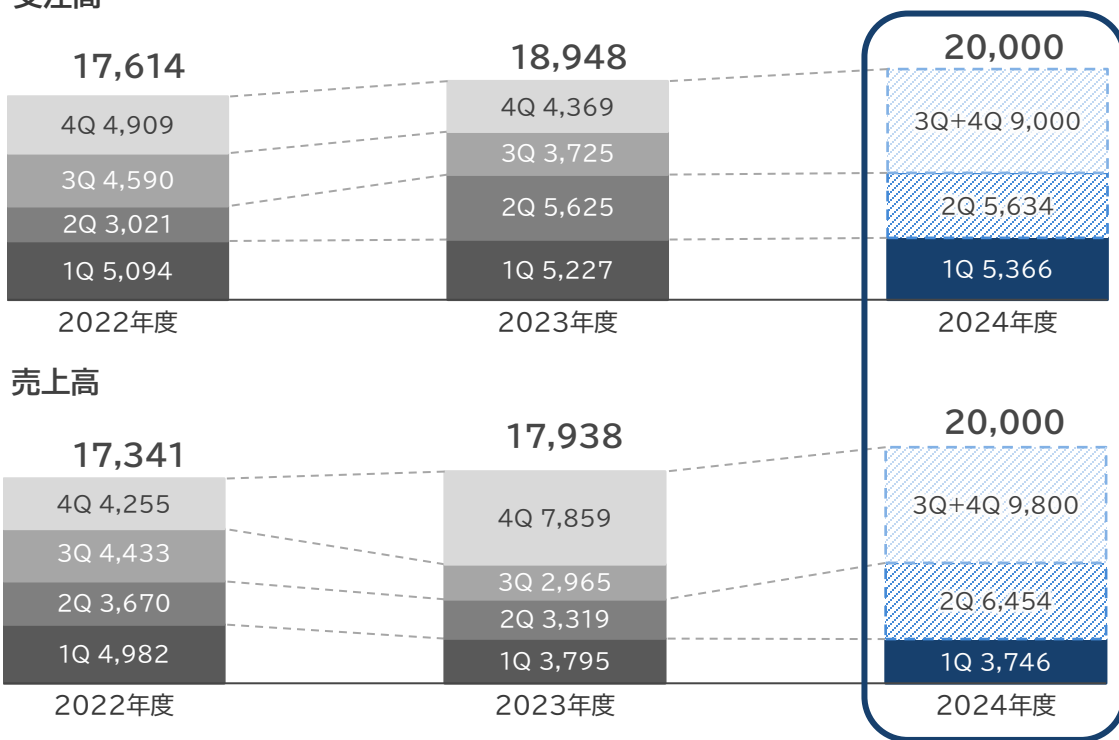 17,614
18,948
20,000
4Q 4,909
3Q 4,590
2Q 3,021
1Q 5,094
4Q 4,369
3Q 3,725
2Q 5,625
1Q 5,227
3Q+4Q 9,000
2Q 5,634
1Q 5,366
2022年度
2023年度
2024年度
売上高
17,341
17,938
20,000
4Q 4,255
3Q 4,433
2Q 3,670
1Q 4,982
4Q 7,859
3Q 2,965
2Q 3,319
1Q 3,795
3Q+4Q 9,800
2Q 6,454
1Q 3,746
2022年度
2023年度
2024年度